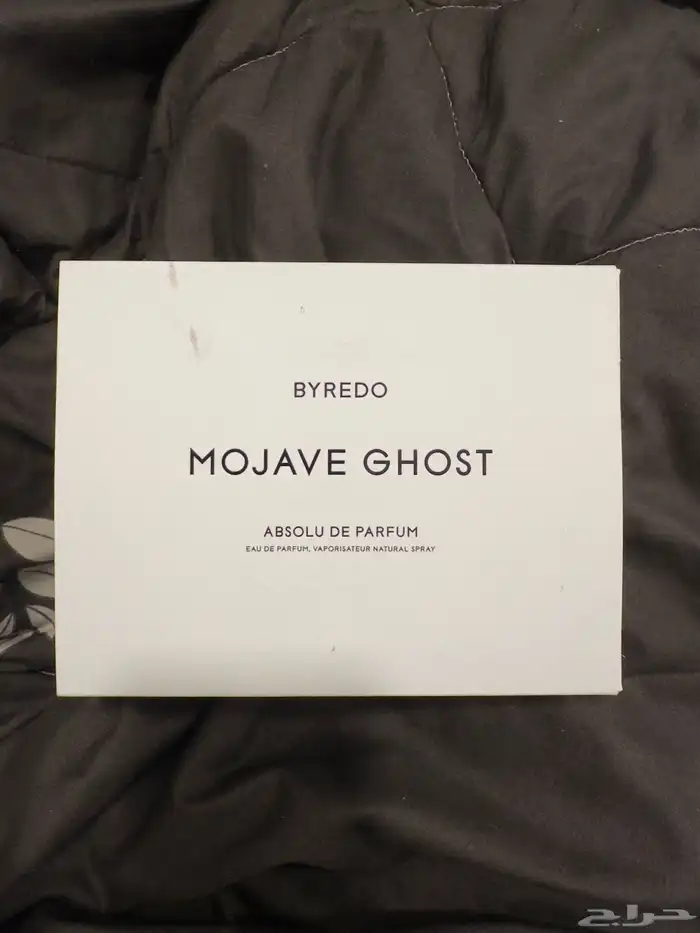 BYREDO
MOJAVE GHOST
ABSOLU DE PARFUM
EAU DE PARFUM, VAPORISATEUR NATURAL SPRAY
حراج